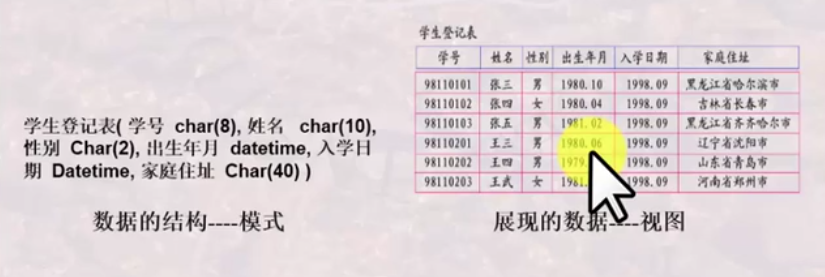 学生登记表( 学号 char(8), 姓名 char(10),
性别 Char(2), 出生年月 datetime, 入学日
期 Datetime, 家庭住址 Char(40) )
数据的结构----模式
学生登记表
学号 姓名 性别 出生年月 入学日期 家庭住址
98110101 张三 男 1980.10 1998.09 黑龙江省哈尔滨市
98110102 张四 女 1980.04 1998.09 吉林省长春市
98110103 张五 男 1981.02 1998.09 黑龙江省齐齐哈尔市
98110201 王三 男 1980.06 1998.09 辽宁省沈阳市
98110202 王四 男 1979. 1998.09 山东省青岛市
98110203 王武 女 1981. 1998.09 河南省郑州市
展现的数据----视图